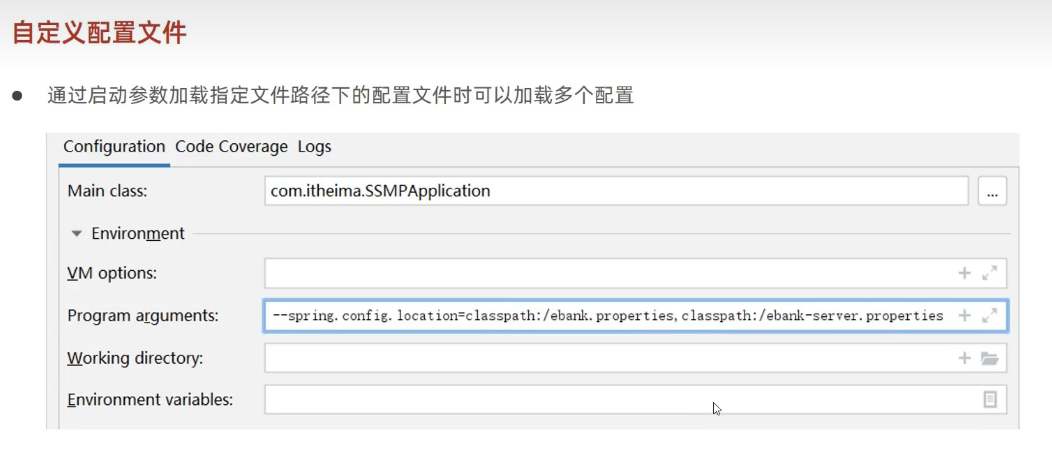 自定义配置文件
通过启动参数加载指定文件路径下的配置文件时可以加载多个配置
Configuration Code Coverage Logs
Main class: com.itheima.SSMPApplication ...
Environment
VM options:
Program arguments: --spring.config.location=classpath:/ebank.properties,classpath:/ebank-server.properties
Working directory:
Environment variables: